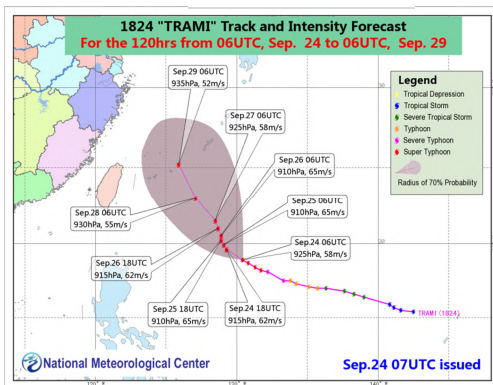 1824 "TRAMI" Track and Intensity Forecast
For the 120hrs from 06UTC, Sep. 24 to 06UTC, Sep. 29
Sep.29 06UTC
935hPa, 52m/s
Legend
Tropical Depression
Tropical Storm
Severe Tropical Storm
Typhoon
Severe Typhoon
Super Typhoon
Radius of 70% Probability
Sep.27 06UTC
925hPa, 58m/s
Sep.26 06UTC
910hPa, 65m/s
Sep.25 06UTC
910hPa, 65m/s
Sep.28 06UTC
930hPa, 55m/s
Sep.24 06UTC
925hPa, 58m/s
Sep.26 18UTC
915hPa, 62m/s
Sep.25 18UTC
910hPa, 65m/s
Sep.24 18UTC
915hPa, 62m/s
TRAMI(1824)
National Meteorological Center
Sep.24 07UTC issued